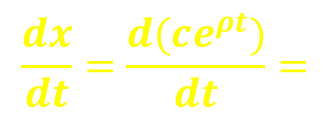 dx/dt = d(ce^{ρt})/dt =